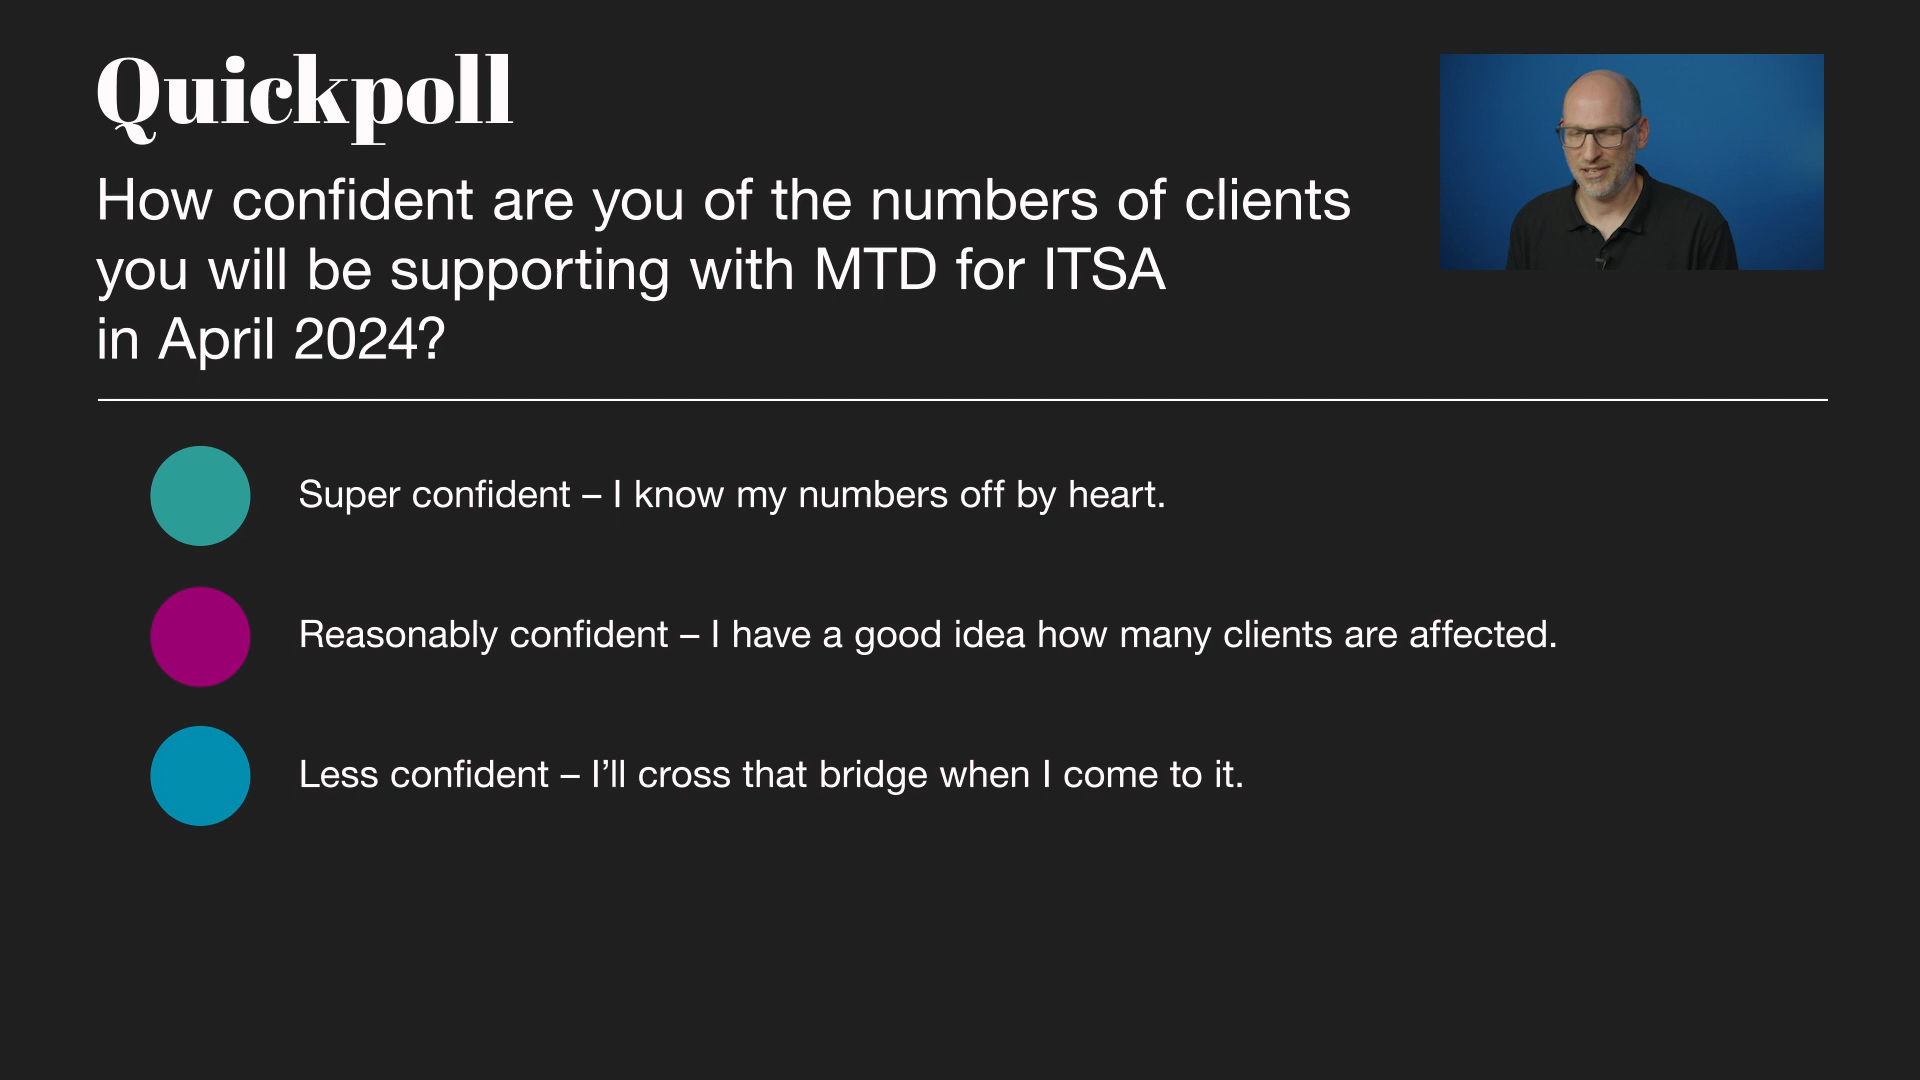 Quickpoll
How confident are you of the numbers of clients
you will be supporting with MTD for ITSA
in April 2024?
Super confident – I know my numbers off by heart.
Reasonably confident – I have a good idea how many clients are affected.
Less confident – I’ll cross that bridge when I come to it.